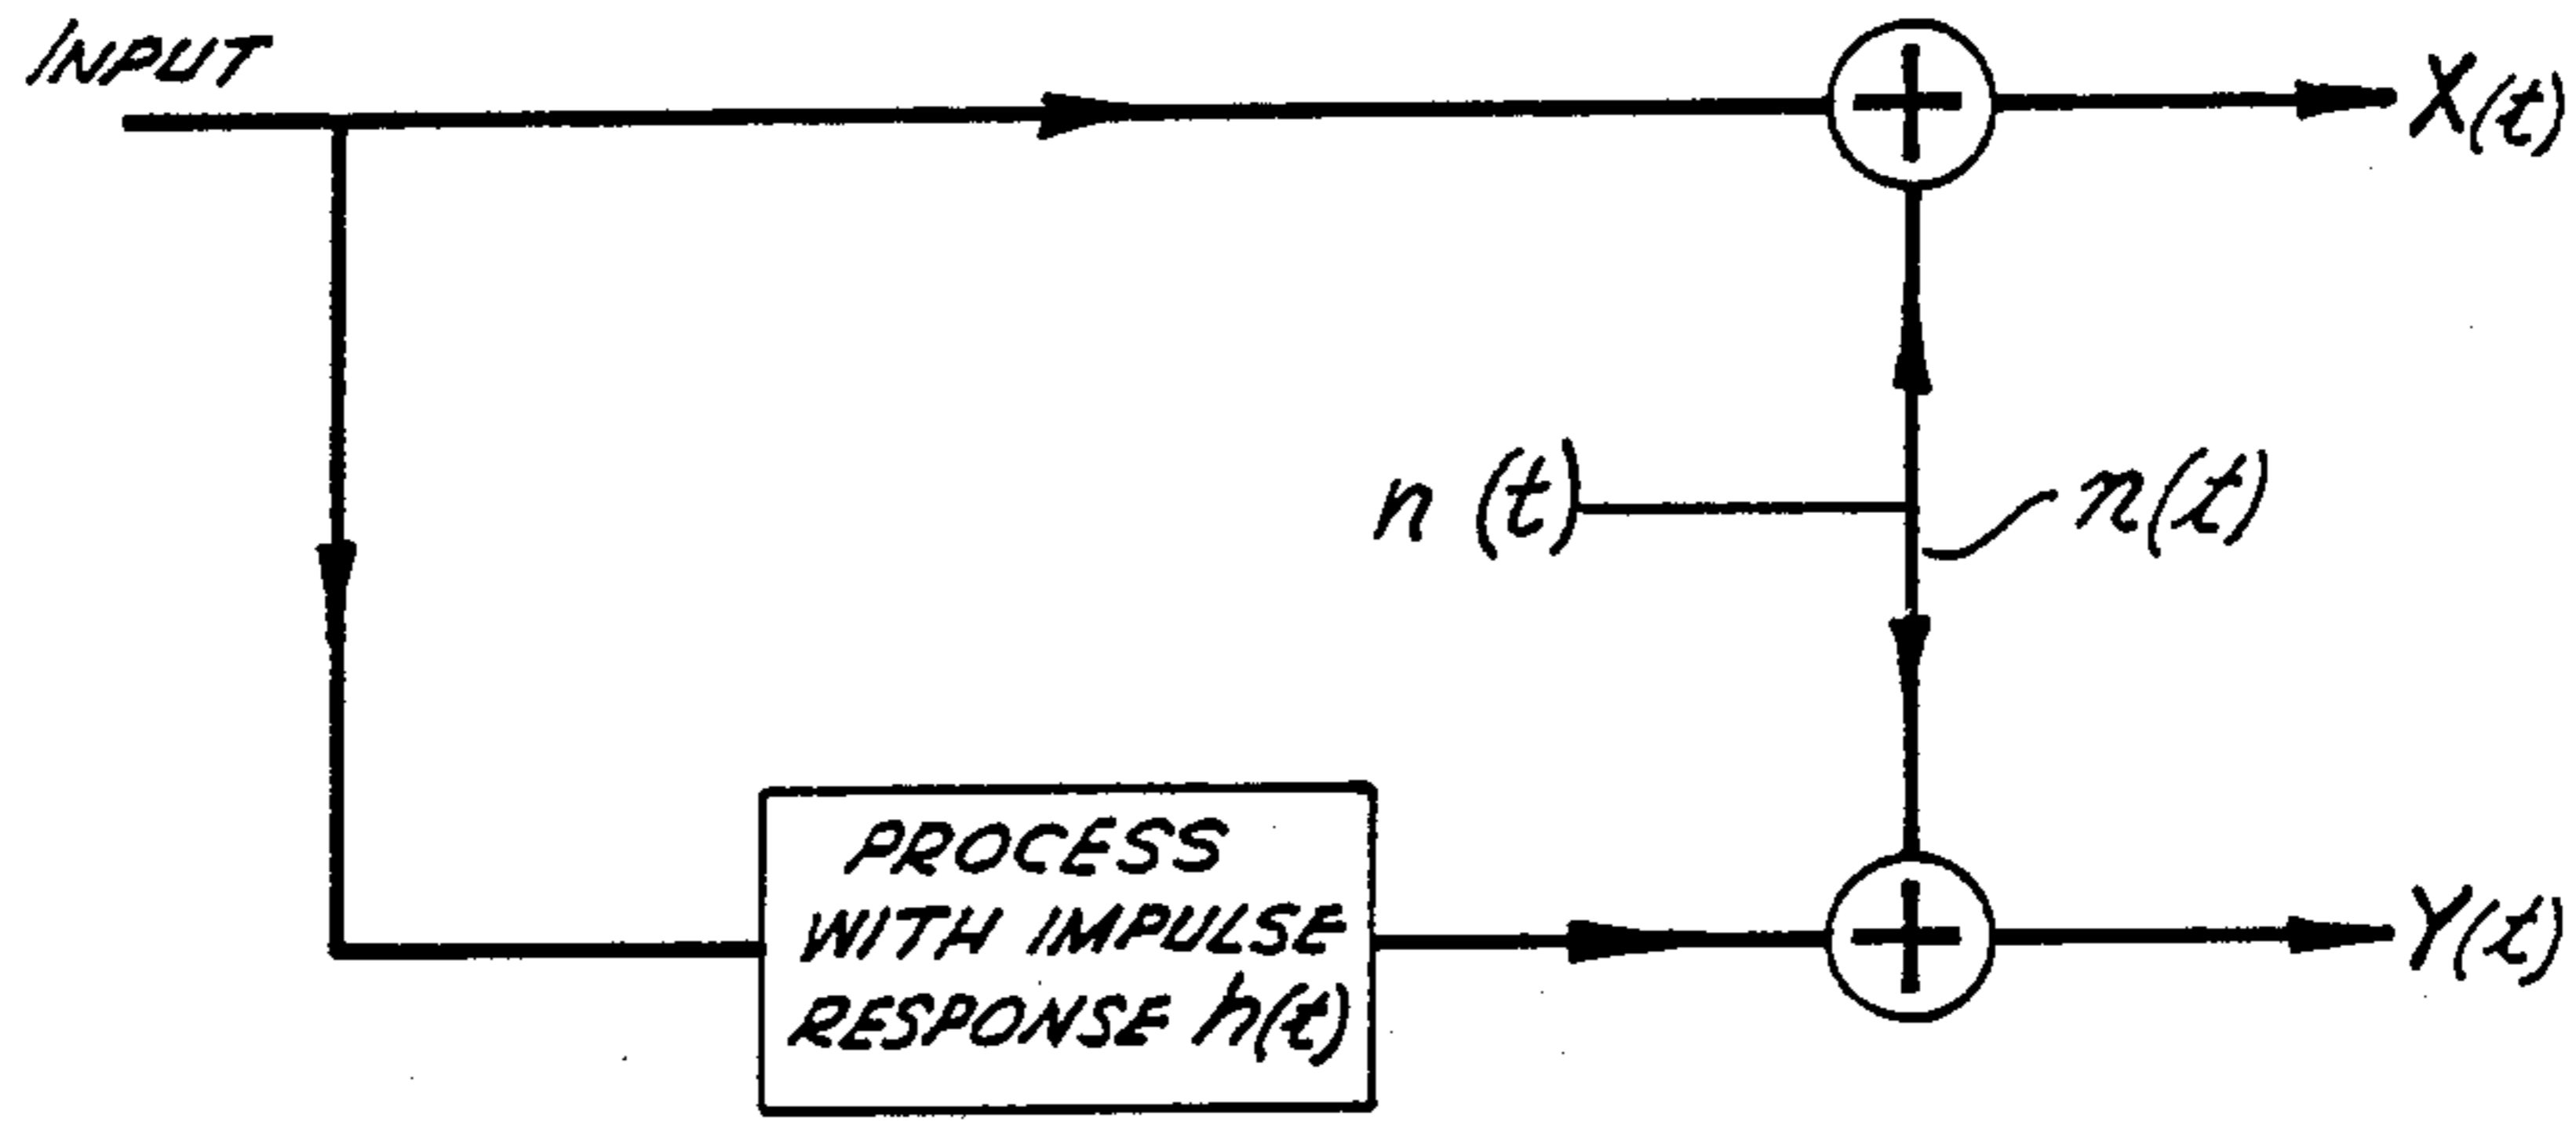 INPUT
X(t)
n (t)
n(t)
PROCESS
WITH IMPULSE
RESPONSE h(t)
Y(t)